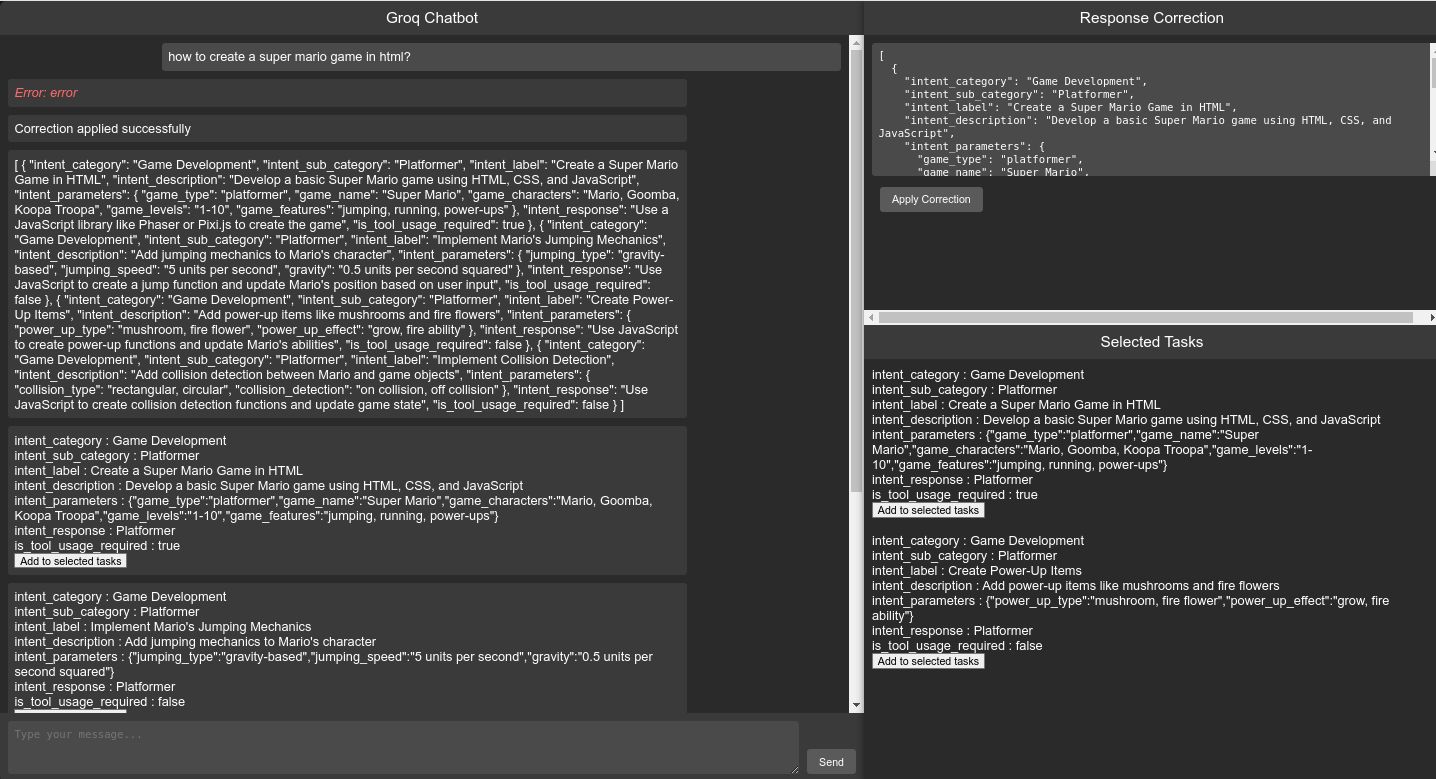 Groq Chatbot
how to create a super mario game in html?
Error: error
Correction applied successfully
[ { "intent_category": "Game Development", "intent_sub_category": "Platformer", "intent_label": "Create a Super Mario
Game in HTML", "intent_description": "Develop a basic Super Mario game using HTML, CSS, and JavaScript",
"intent_parameters": { "game_type": "platformer", "game_name": "Super Mario", "game_characters": "Mario, Goomba,
Koopa Troopa", "game_levels": "1-10", "game_features": "jumping, running, power-ups" }, "intent_response": "Use a
JavaScript library like Phaser or Pixi.js to create the game", "is_tool_usage_required": true }, { "intent_category":
"Game Development", "intent_sub_category": "Platformer", "intent_label": "Implement Mario's Jumping Mechanics",
"intent_description": "Add jumping mechanics to Mario's character", "intent_parameters": { "jumping_type": "gravity-
based", "jumping_speed": "5 units per second", "gravity": "0.5 units per second squared" }, "intent_response": "Use
JavaScript to create a jump function and update Mario's position based on user input", "is_tool_usage_required":
false }, { "intent_category": "Game Development", "intent_sub_category": "Platformer", "intent_label": "Create Power-
Up Items", "intent_description": "Add power-up items like mushrooms and fire flowers", "intent_parameters": {
"power_up_type": "mushroom, fire flower", "power_up_effect": "grow, fire ability" }, "intent_response": "Use JavaScript
to create power-up functions and update Mario's abilities", "is_tool_usage_required": false }, { "intent_category":
"Game Development", "intent_sub_category": "Platformer", "intent_label": "Implement Collision Detection",
"intent_description": "Add collision detection between Mario and game objects", "intent_parameters": {
"collision_type": "rectangular, circular", "collision_detection": "on collision, off collision" }, "intent_response": "Use
JavaScript to create collision detection functions and update game state", "is_tool_usage_required": false } ]
intent_category : Game Development
intent_sub_category : Platformer
intent_label : Create a Super Mario Game in HTML
intent_description : Develop a basic Super Mario game using HTML, CSS, and JavaScript
intent_parameters : {"game_type":"platformer","game_name":"Super Mario","game_characters":"Mario, Goomba,
Koopa Troopa","game_levels":"1-10","game_features":"jumping, running, power-ups"}
intent_response : Platformer
is_tool_usage_required : true
Add to selected tasks
intent_category : Game Development
intent_sub_category : Platformer
intent_label : Implement Mario's Jumping Mechanics
intent_description : Add jumping mechanics to Mario's character
intent_parameters : {"jumping_type":"gravity-based","jumping_speed":"5 units per second","gravity":"0.5 units per
second squared"}
intent_response : Platformer
is_tool_usage_required : false
Type your message...
Send
Response Correction
[
{
"intent_category": "Game Development",
"intent_sub_category": "Platformer",
"intent_label": "Create a Super Mario Game in HTML",
"intent_description": "Develop a basic Super Mario game using HTML, CSS, and
JavaScript",
"intent_parameters": {
"game_type": "platformer",
"game_name": "Super Mario",
Apply Correction
Selected Tasks
intent_category : Game Development
intent_sub_category : Platformer
intent_label : Create a Super Mario Game in HTML
intent_description : Develop a basic Super Mario game using HTML, CSS, and JavaScript
intent_parameters : {"game_type":"platformer","game_name":"Super
Mario","game_characters":"Mario, Goomba, Koopa Troopa","game_levels":"1-
10","game_features":"jumping, running, power-ups"}
intent_response : Platformer
is_tool_usage_required : true
Add to selected tasks
intent_category : Game Development
intent_sub_category : Platformer
intent_label : Create Power-Up Items
intent_description : Add power-up items like mushrooms and fire flowers
intent_parameters : {"power_up_type":"mushroom, fire flower","power_up_effect":"grow, fire
ability"}
intent_response : Platformer
is_tool_usage_required : false
Add to selected tasks